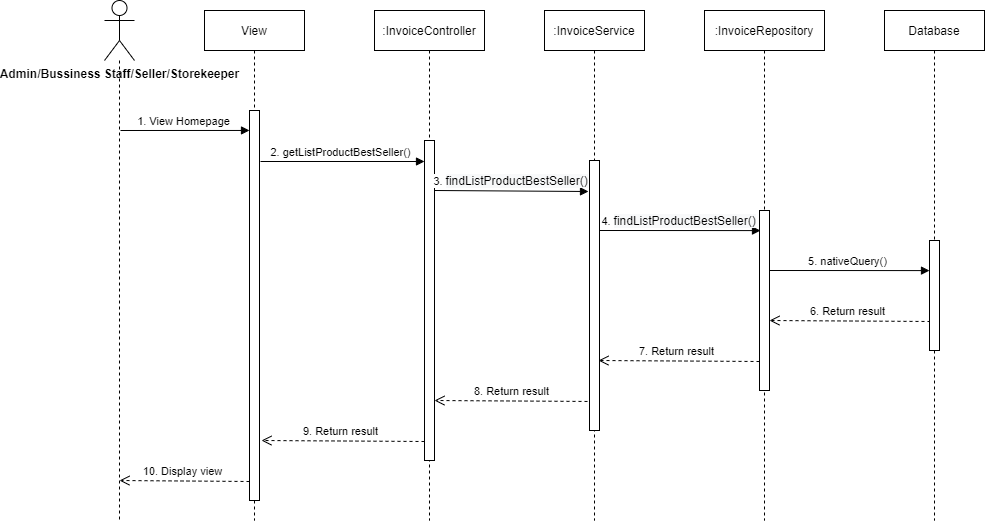 View
:InvoiceController
:InvoiceService
:InvoiceRepository
Database
Admin/Bussiness Staff/Seller/Storekeeper
1. View Homepage
2. getListProductBestSeller()
3. findListProductBestSeller()
4. findListProductBestSeller()
5. nativeQuery()
6. Return result
7. Return result
8. Return result
9. Return result
10. Display view